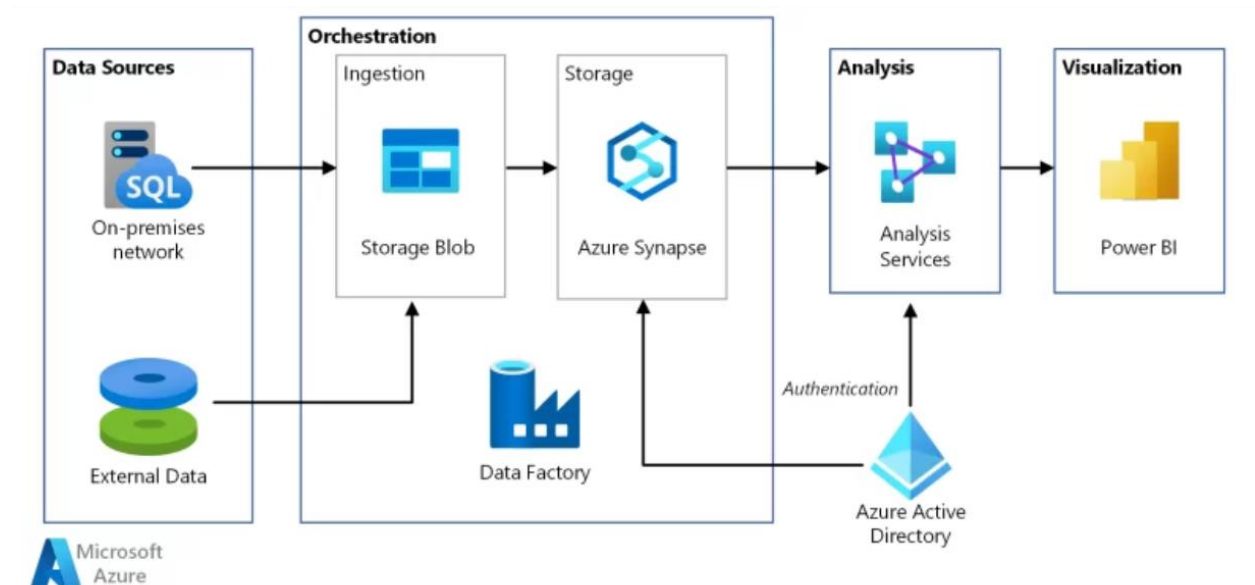 Orchestration
Data Sources
Ingestion
Storage
Analysis
Visualization
SQL
On-premises
network
Storage Blob
Azure Synapse
Analysis
Services
Power BI
Authentication
External Data
Data Factory
Azure Active
Directory
Microsoft
Azure